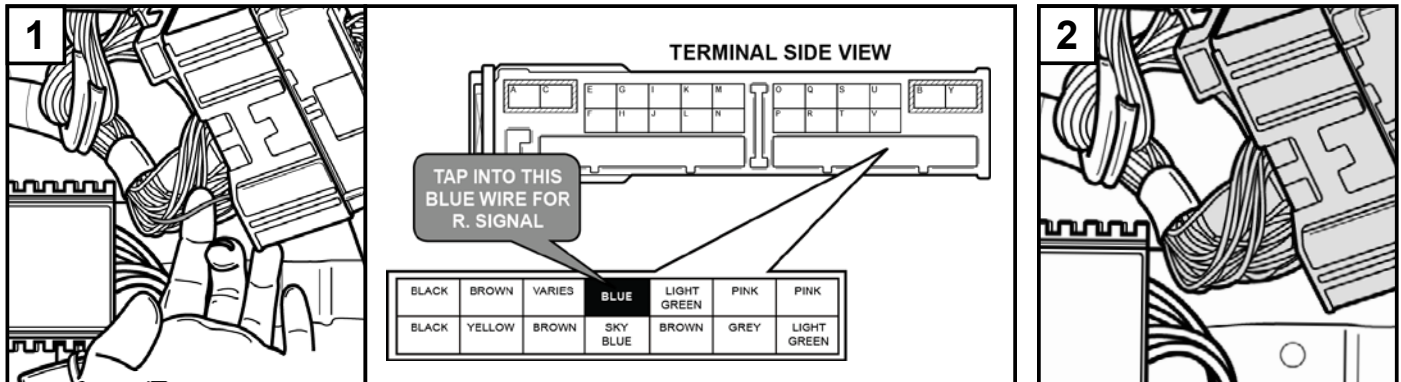 1
TERMINAL SIDE VIEW
A C E G I K M O Q S U B Y
F H J L N P R T V
TAP INTO THIS
BLUE WIRE FOR
R. SIGNAL
BLACK BROWN VARIES BLUE LIGHT GREEN PINK PINK
BLACK YELLOW BROWN SKY BLUE BROWN GREY LIGHT GREEN
2